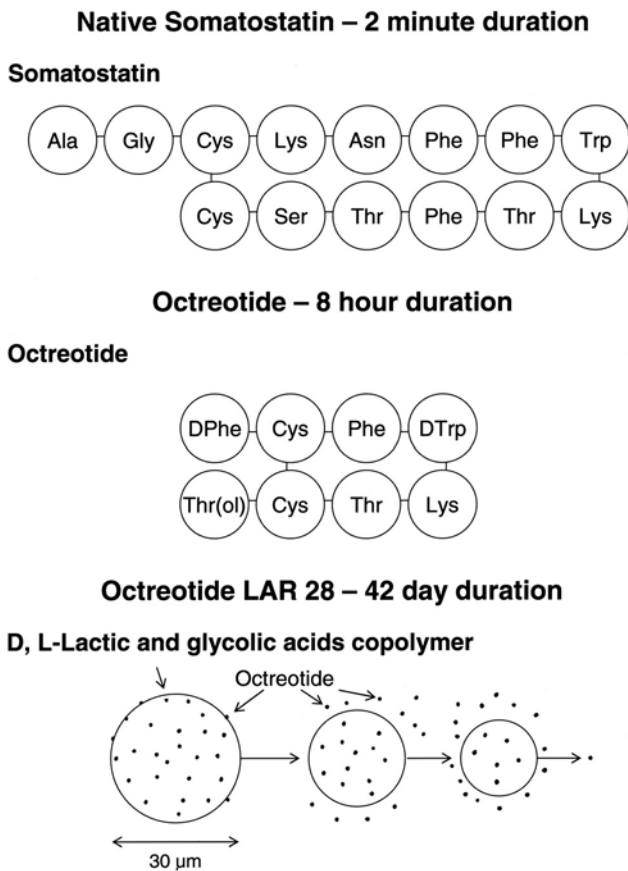 Native Somatostatin – 2 minute duration
Somatostatin
Ala Gly Cys Lys Asn Phe Phe Trp
Cys Ser Thr Phe Thr Lys
Octreotide – 8 hour duration
Octreotide
DPhe Cys Phe DTrp
Thr(ol) Cys Thr Lys
Octreotide LAR 28 – 42 day duration
D, L-Lactic and glycolic acids copolymer
Octreotide
30 µm